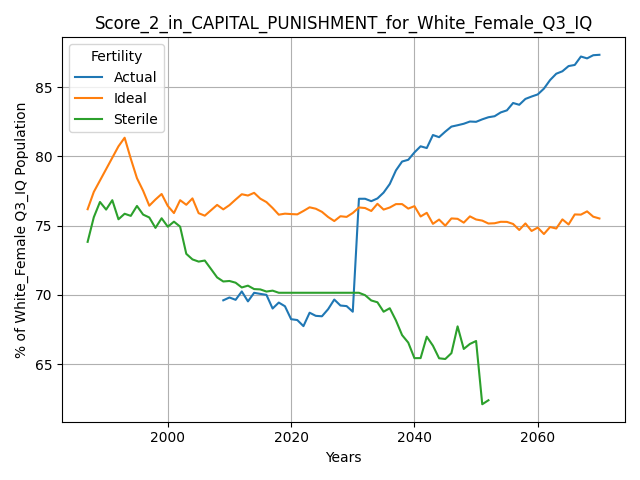 Score_2_in_CAPITAL_PUNISHMENT_for_White_Female_Q3_IQ
Fertility
Actual
Ideal
Sterile
% of White_Female Q3_IQ Population
85
80
75
70
65
2000
2020
2040
2060
Years